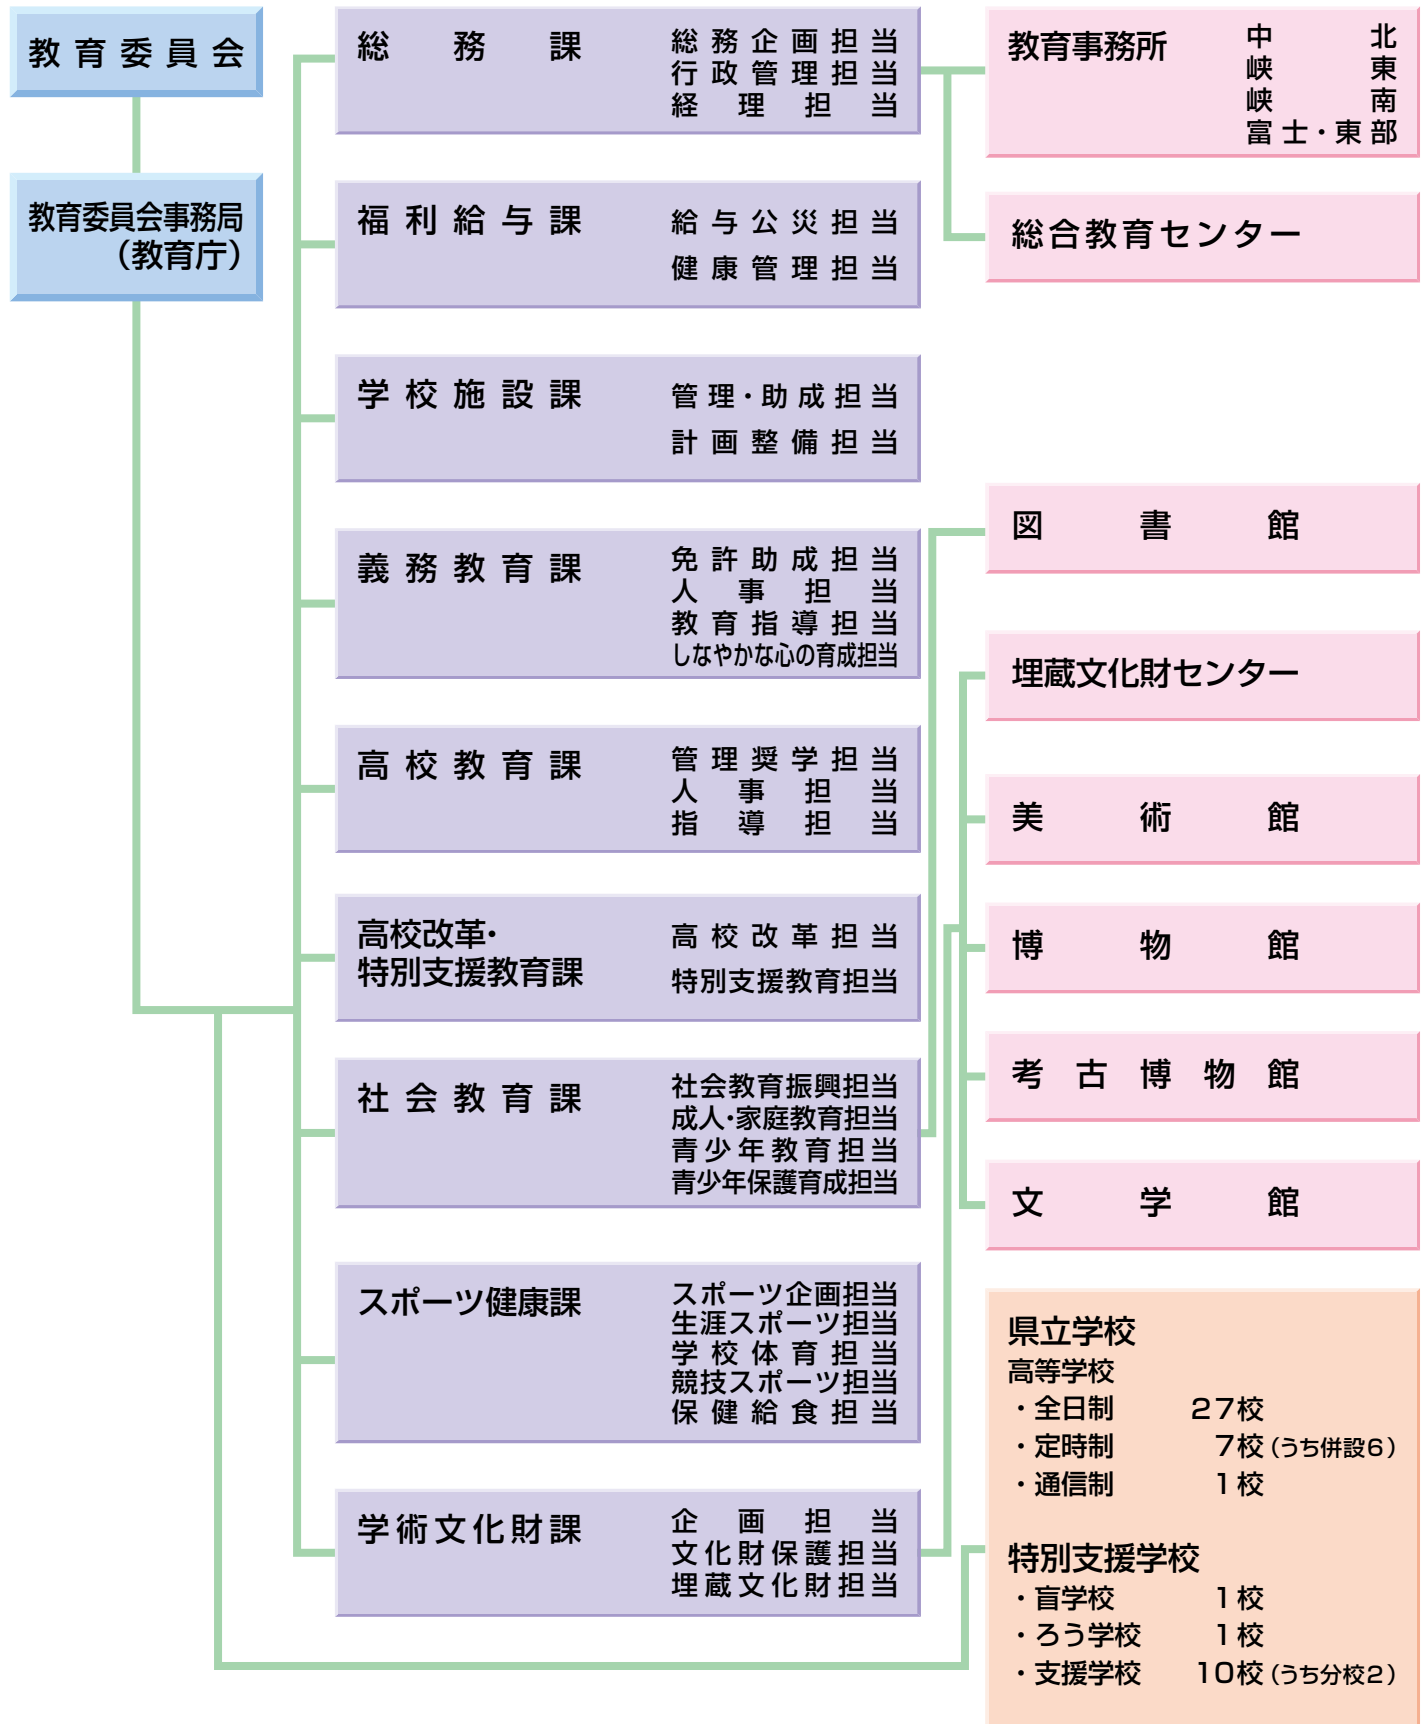 教育委員会
教育委員会事務局
（教育庁）
総務課
総務企画担当
行政管理担当
経理担当
福利給与課
給与公災担当
健康管理担当
学校施設課
管理・助成担当
計画整備担当
義務教育課
免許助成担当
人事担当
教育指導担当
しなやかな心の育成担当
高校教育課
管理奨学担当
人事担当
指導担当
高校改革・
特別支援教育課
高校改革担当
特別支援教育担当
社会教育課
社会教育振興担当
成人・家庭教育担当
青少年教育担当
青少年保護育成担当
スポーツ健康課
スポーツ企画担当
生涯スポーツ担当
学校体育担当
競技スポーツ担当
保健給食担当
学術文化財課
企画担当
文化財保護担当
埋蔵文化財担当
教育事務所
中北
峡東
峡南
富士・東部
総合教育センター
図書館
埋蔵文化財センター
美術館
博物館
考古博物館
文学館
県立学校
高等学校
・全日制 27校
・定時制 7校（うち併設6）
・通信制 1校
特別支援学校
・盲学校 1校
・ろう学校 1校
・支援学校 10校（うち分校2）